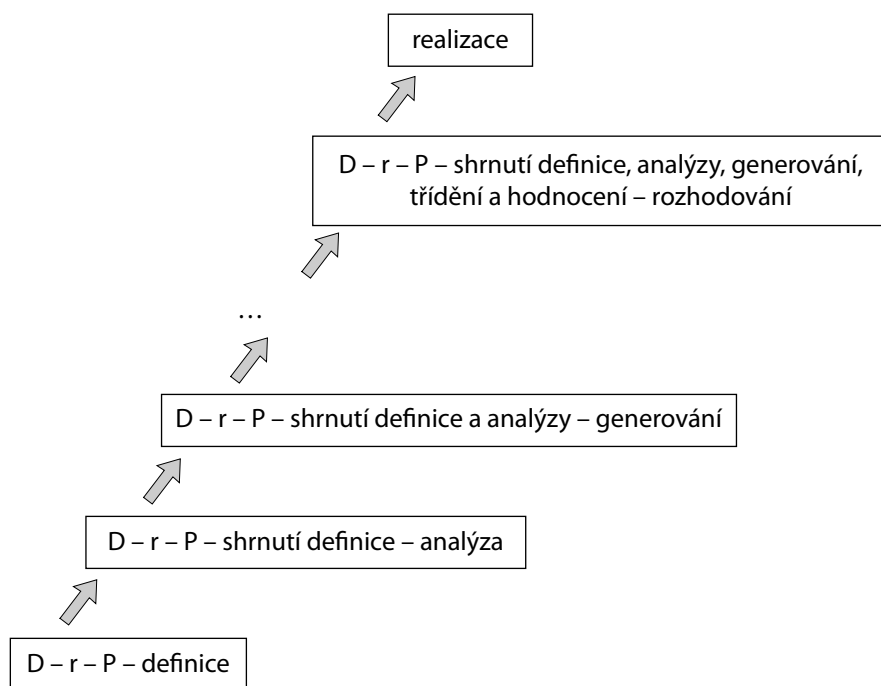 realizace
D – r – P – shrnutí definice, analýzy, generování,
třídění a hodnocení – rozhodování
…
D – r – P – shrnutí definice a analýzy – generování
D – r – P – shrnutí definice – analýza
D – r – P – definice